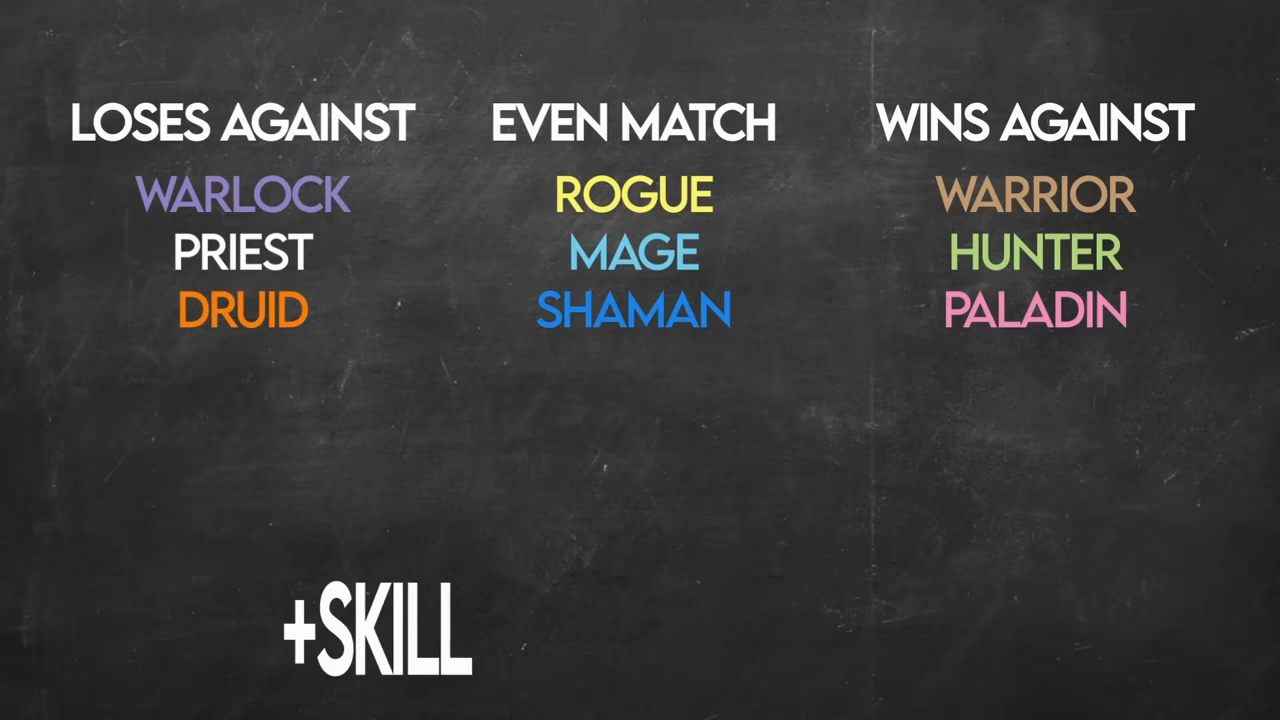 LOSES AGAINST
WARLOCK
PRIEST
DRUID
EVEN MATCH
ROGUE
MAGE
SHAMAN
WINS AGAINST
WARRIOR
HUNTER
PALADIN
+SKILL